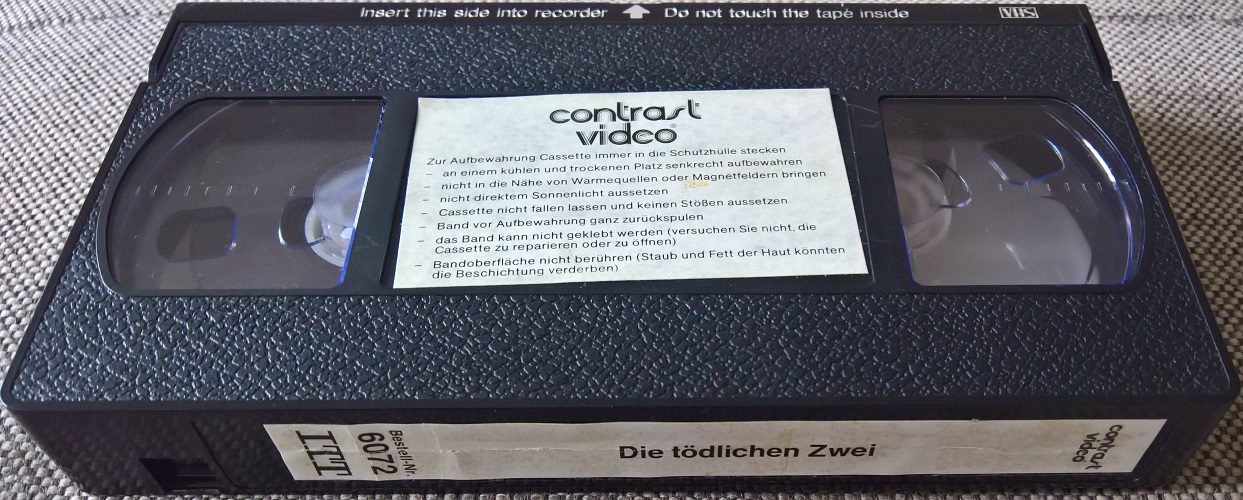 Insert this side into recorder Do not touch the tape inside VHS
contrast
video
Zur Aufbewahrung Cassette immer in die Schutzhülle stecken
– an einem kühlen und trockenen Platz senkrecht aufbewahren
– nicht in die Nähe von Wärmequellen oder Magnetfeldern bringen
– nicht direktem Sonnenlicht aussetzen
– Cassette nicht fallen lassen und keinen Stößen aussetzen
– Band vor Aufbewahrung ganz zurückspulen
– das Band kann nicht geklebt werden (versuchen Sie nicht, die
Cassette zu reparieren oder zu öffnen)
– Bandoberfläche nicht berühren (Staub und Fett der Haut könnten
die Beschichtung verderben)
ITT
Bestell-Nr.
6072
Die tödlichen Zwei
contrast
video